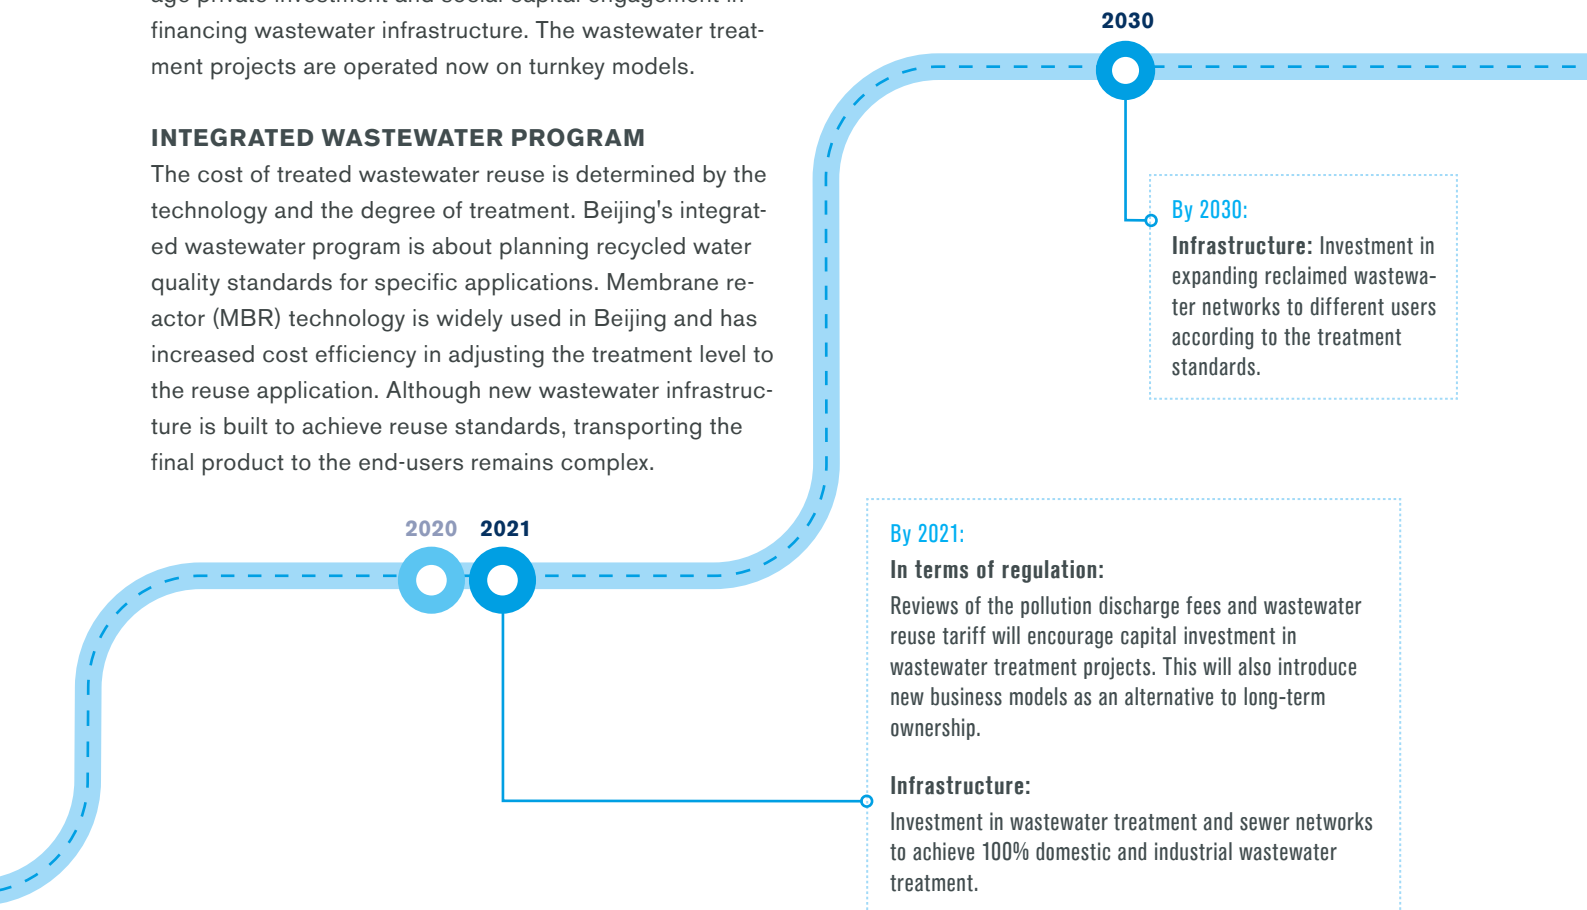 age private investment and social capital engagement in
financing wastewater infrastructure. The wastewater treat-
ment projects are operated now on turnkey models.
INTEGRATED WASTEWATER PROGRAM
The cost of treated wastewater reuse is determined by the
technology and the degree of treatment. Beijing's integrat-
ed wastewater program is about planning recycled water
quality standards for specific applications. Membrane re-
actor (MBR) technology is widely used in Beijing and has
increased cost efficiency in adjusting the treatment level to
the reuse application. Although new wastewater infrastruc-
ture is built to achieve reuse standards, transporting the
final product to the end-users remains complex.
2020 2021
2030
By 2030:
Infrastructure: Investment in
expanding reclaimed wastewa-
ter networks to different users
according to the treatment
standards.
By 2021:
In terms of regulation:
Reviews of the pollution discharge fees and wastewater
reuse tariff will encourage capital investment in
wastewater treatment projects. This will also introduce
new business models as an alternative to long-term
ownership.
Infrastructure:
Investment in wastewater treatment and sewer networks
to achieve 100% domestic and industrial wastewater
treatment.